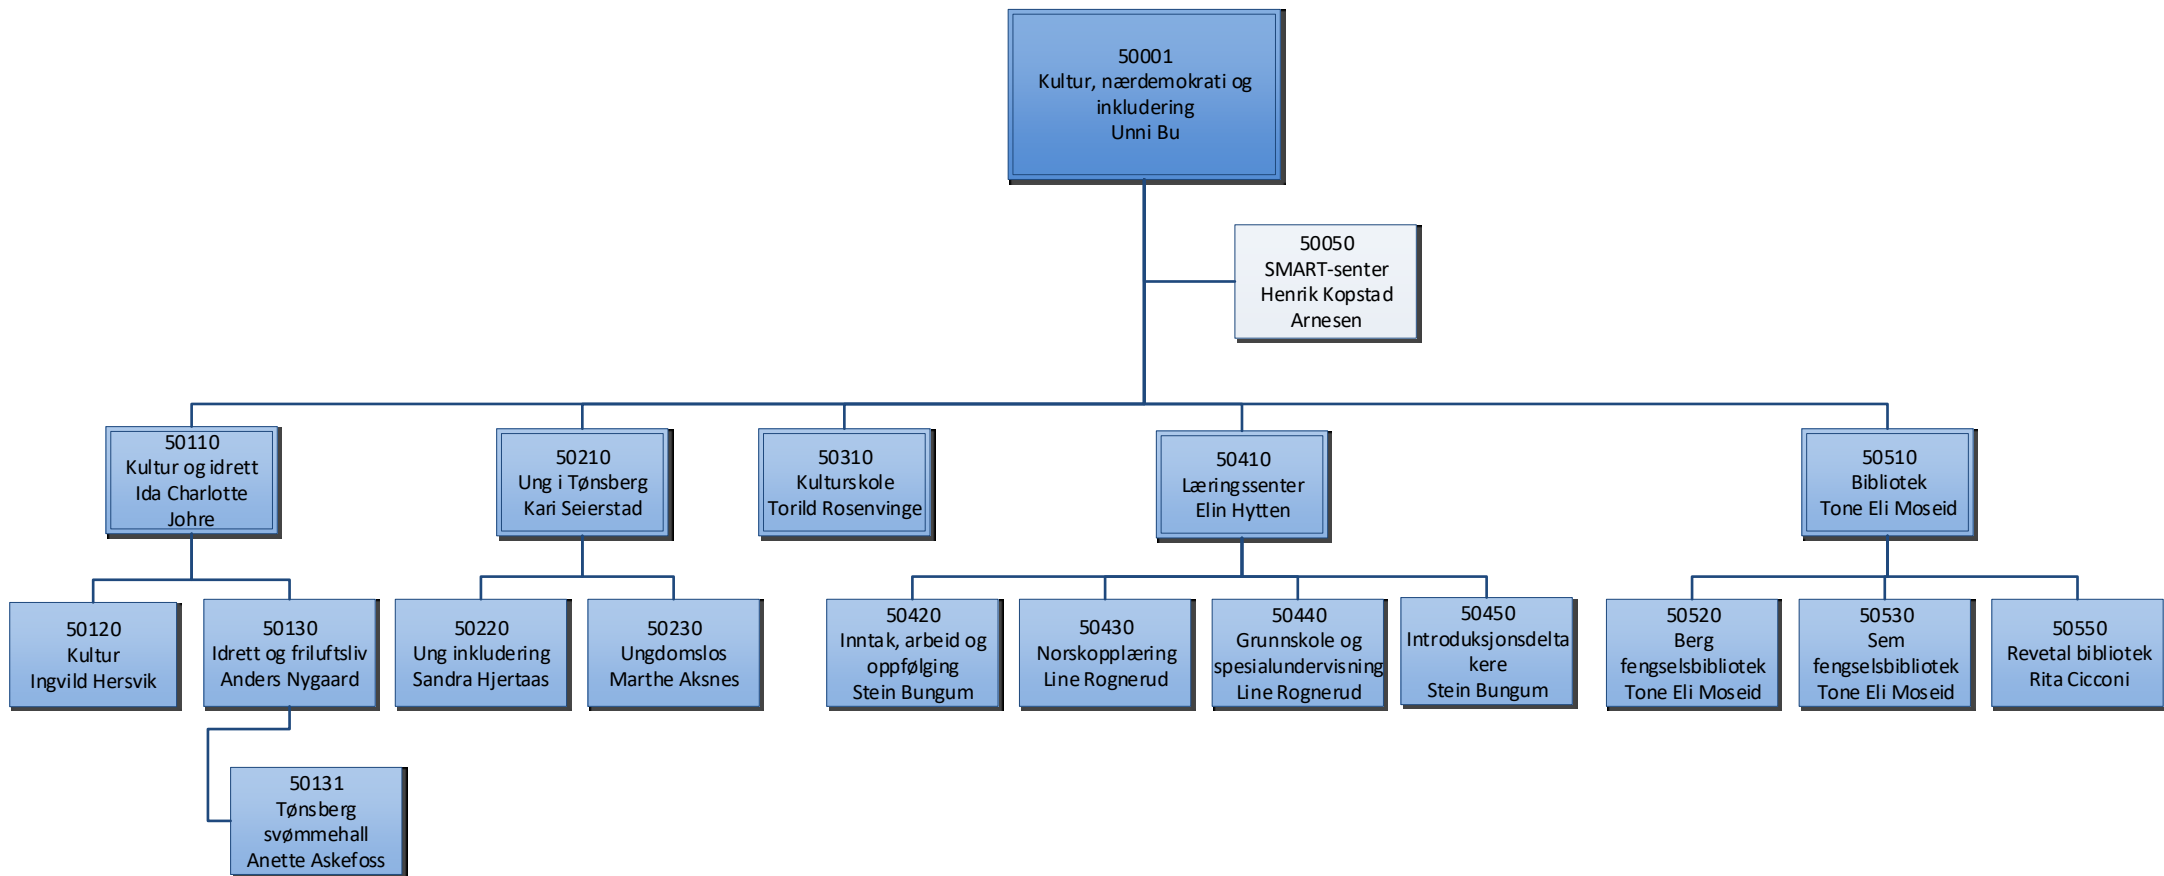 50001
Kultur, nærdemokrati og
inkludering
Unni Bu
50050
SMART-senter
Henrik Kopstad
Arnesen
50110
Kultur og idrett
Ida Charlotte
Johre
50210
Ung i Tønsberg
Kari Seierstad
50310
Kulturskole
Torild Rosenvinge
50410
Læringssenter
Elin Hytten
50510
Bibliotek
Tone Eli Moseid
50120
Kultur
Ingvild Hersvik
50130
Idrett og friluftsliv
Anders Nygaard
50220
Ung inkludering
Sandra Hjertaas
50230
Ungdomslos
Marthe Aksnes
50420
Inntak, arbeid og
oppfølging
Stein Bungum
50430
Norskopplæring
Line Rognerud
50440
Grunnskole og
spesialundervisning
Line Rognerud
50450
Introduksjonsdelta
kere
Stein Bungum
50520
Berg
fengselsbibliotek
Tone Eli Moseid
50530
Sem
fengselsbibliotek
Tone Eli Moseid
50550
Revetal bibliotek
Rita Cicconi
50131
Tønsberg
svømmehall
Anette Askefoss